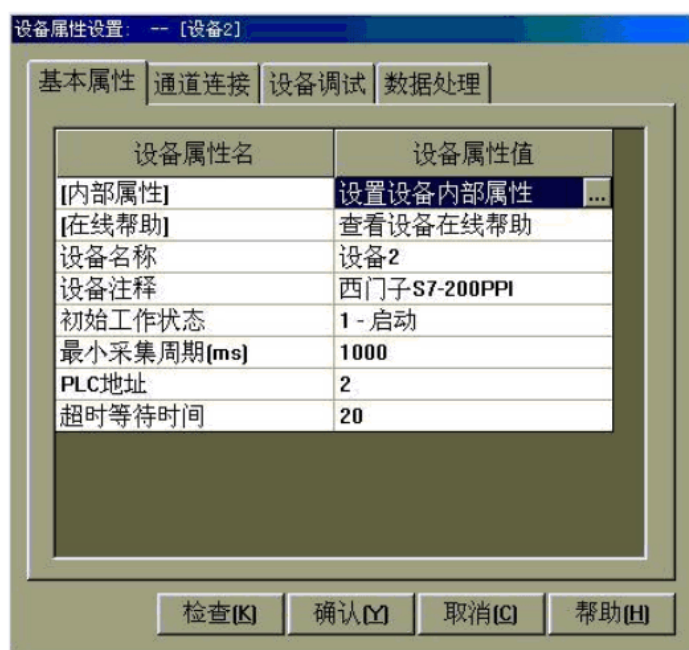 设备属性设置: -- [设备2]
基本属性 通道连接 设备调试 数据处理
设备属性名 设备属性值
[内部属性] 设置设备内部属性 ...
[在线帮助] 查看设备在线帮助
设备名称 设备2
设备注释 西门子S7-200PPI
初始工作状态 1 - 启动
最小采集周期[ms] 1000
PLC地址 2
超时等待时间 20
检查[K] 确认[Y] 取消[C] 帮助[H]